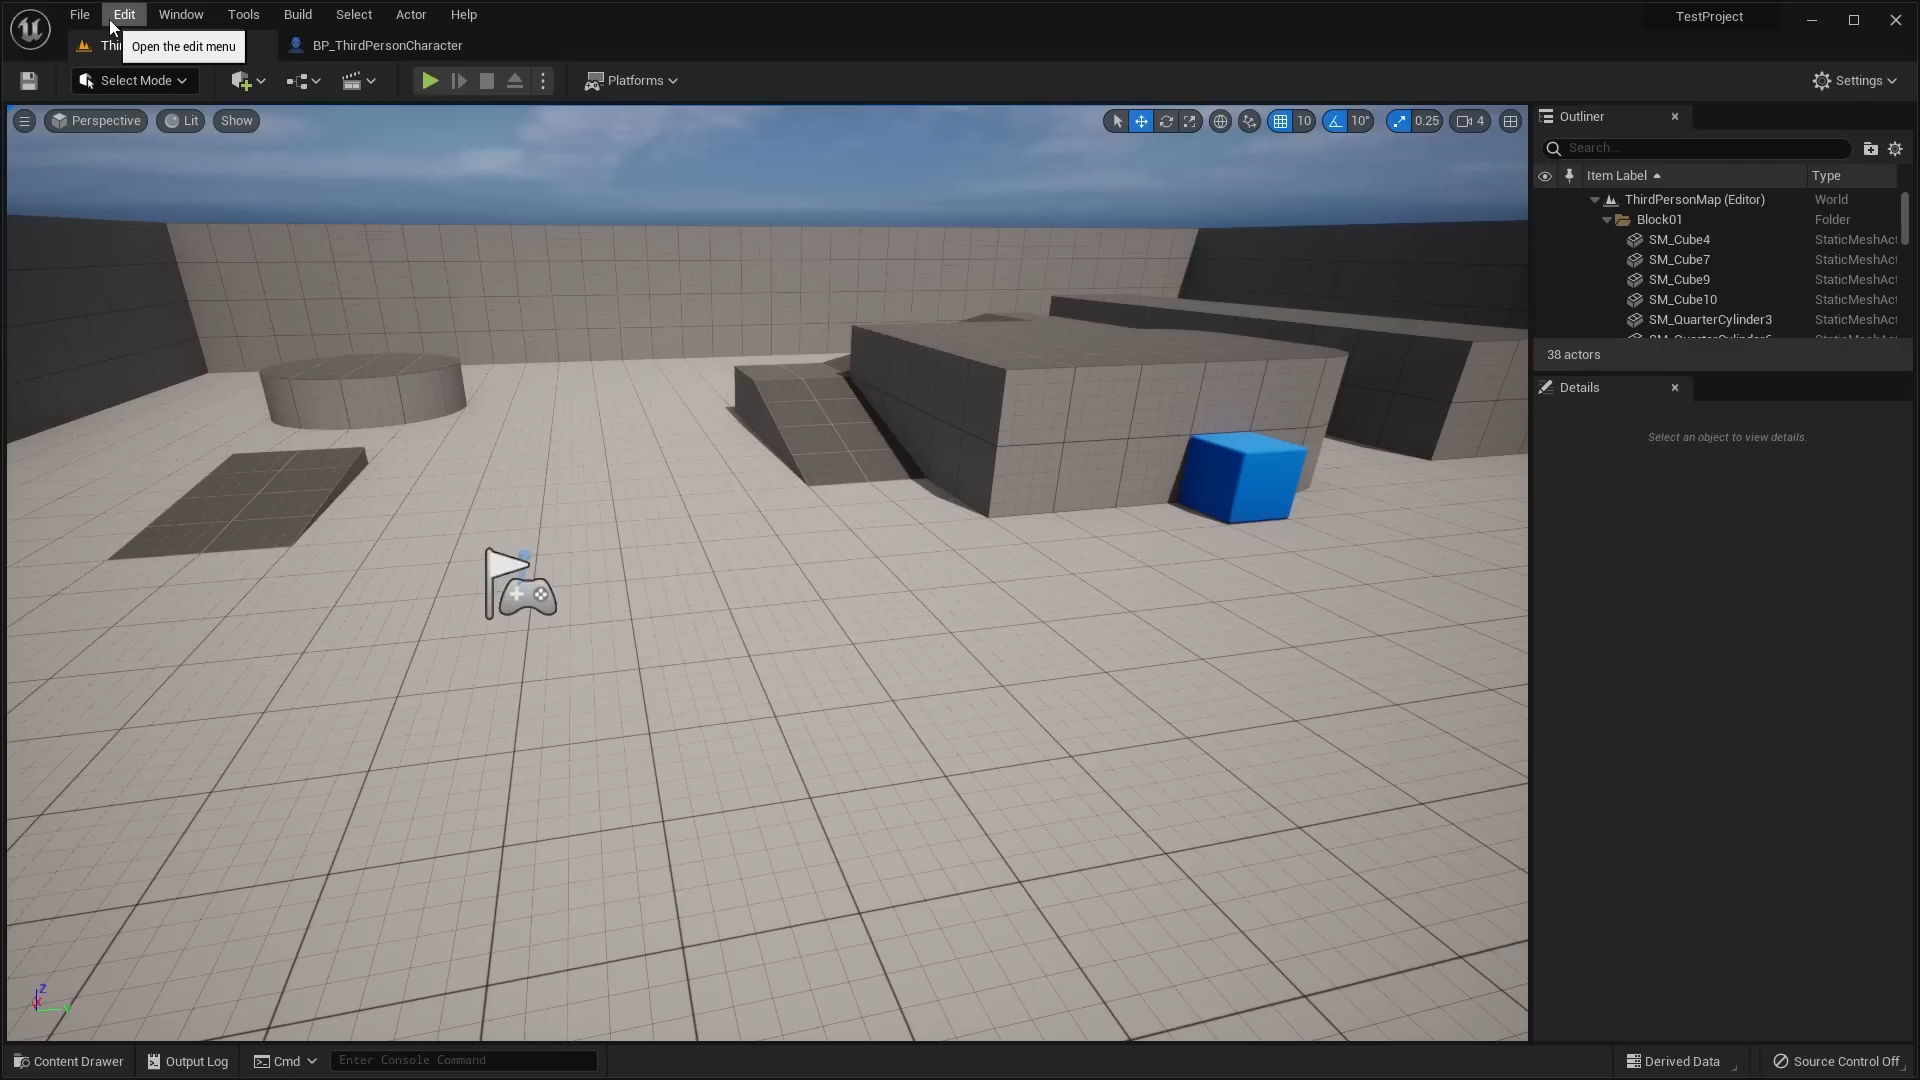 File Edit Window Tools Build Select Actor Help
TestProject
Open the edit menu
BP_ThirdPersonCharacter
Select Mode
Platforms
Settings
Perspective Lit Show
10 10° 0.25 4
Outliner
Search...
Item Label Type
ThirdPersonMap (Editor) World
Block01 Folder
SM_Cube4 StaticMeshAct
SM_Cube7 StaticMeshAct
SM_Cube9 StaticMeshAct
SM_Cube10 StaticMeshAct
SM_QuarterCylinder3 StaticMeshAct
38 actors
Details
Select an object to view details.
Z
Content Drawer Output Log Cmd Enter Console Command Derived Data Source Control Off